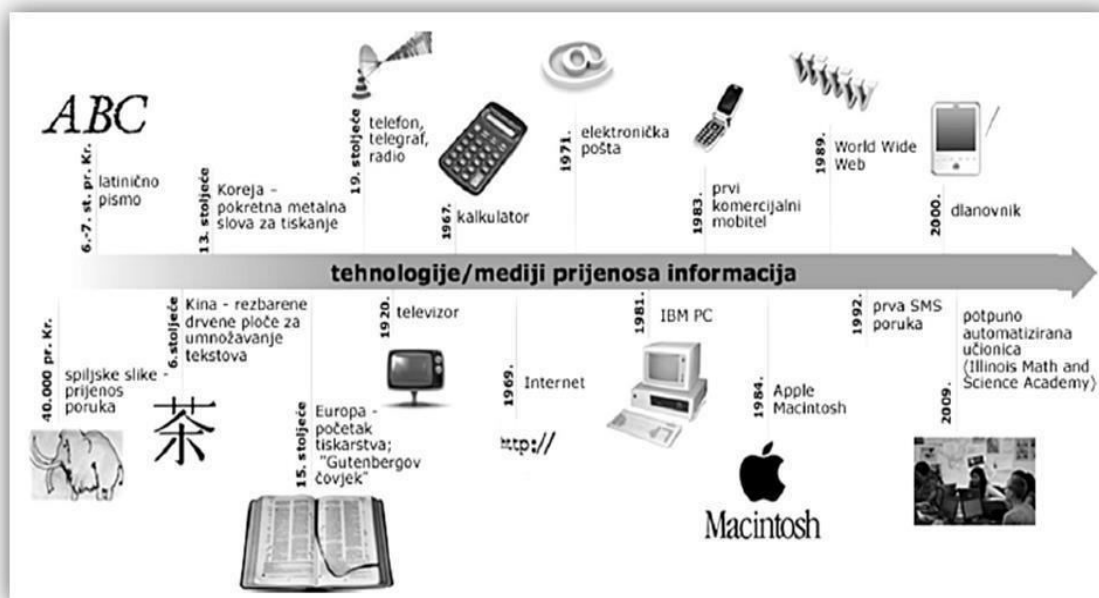 ABC
6.-7. st. pr. Kr.
latinično
pismo
13. stoljeće
Koreja -
pokretna metalna
slova za tiskanje
19. stoljeće
telefon,
telegraf,
radio
1967.
kalkulator
@
1971.
elektronička
pošta
1983.
prvi
komercijalni
mobitel
1989.
World Wide
Web
2000.
dlanovnik
tehnologije/mediji prijenosa informacija
40.000 pr. Kr.
spiljske slike -
prijenos
poruka
6.stoljeće
Kina - rezbarene
drvene ploče za
umnožavanje
tekstova
茶
15. stoljeće
Europa -
početak
tiskarstva;
"Gutenbergov
čovjek"
1920.
televizor
1969.
Internet
http://
1981.
IBM PC
1984.
Apple
Macintosh
Macintosh
1992.
prva SMS
poruka
2009.
potpuno
automatizirana
učionica
(Illinois Math and
Science Academy)